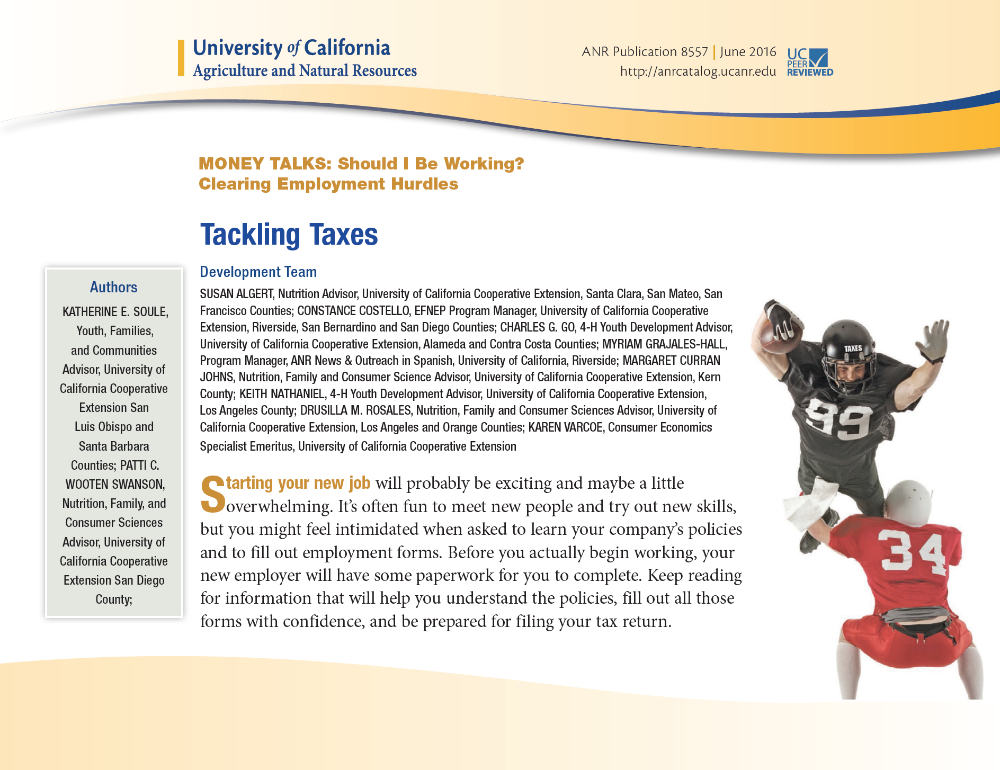 University of California
Agriculture and Natural Resources
ANR Publication 8557 | June 2016
http://anrcatalog.ucanr.edu
UC
PEER
REVIEWED
MONEY TALKS: Should I Be Working?
Clearing Employment Hurdles
Tackling Taxes
Authors
KATHERINE E. SOULE,
Youth, Families,
and Communities
Advisor, University of
California Cooperative
Extension San
Luis Obispo and
Santa Barbara
Counties; PATTI C.
WOOTEN SWANSON,
Nutrition, Family, and
Consumer Sciences
Advisor, University of
California Cooperative
Extension San Diego
County;
Development Team
SUSAN ALGERT, Nutrition Advisor, University of California Cooperative Extension, Santa Clara, San Mateo, San
Francisco Counties; CONSTANCE COSTELLO, EFNEP Program Manager, University of California Cooperative
Extension, Riverside, San Bernardino and San Diego Counties; CHARLES G. GO, 4-H Youth Development Advisor,
University of California Cooperative Extension, Alameda and Contra Costa Counties; MYRIAM GRAJALES-HALL,
Program Manager, ANR News & Outreach in Spanish, University of California, Riverside; MARGARET CURRAN
JOHNS, Nutrition, Family and Consumer Science Advisor, University of California Cooperative Extension, Kern
County; KEITH NATHANIEL, 4-H Youth Development Advisor, University of California Cooperative Extension,
Los Angeles County; DRUSILLA M. ROSALES, Nutrition, Family and Consumer Sciences Advisor, University of
California Cooperative Extension, Los Angeles and Orange Counties; KAREN VARCOE, Consumer Economics
Specialist Emeritus, University of California Cooperative Extension
Starting your new job will probably be exciting and maybe a little
overwhelming. It’s often fun to meet new people and try out new skills,
but you might feel intimidated when asked to learn your company’s policies
and to fill out employment forms. Before you actually begin working, your
new employer will have some paperwork for you to complete. Keep reading
for information that will help you understand the policies, fill out all those
forms with confidence, and be prepared for filing your tax return.
TAXES
99
34